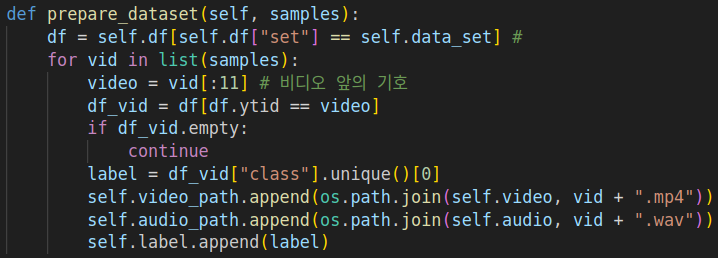 def prepare_dataset(self, samples):
    df = self.df[self.df["set"] == self.data_set] #
    for vid in list(samples):
        video = vid[:11] # 비디오 앞의 기호
        df_vid = df[df.ytid == video]
        if df_vid.empty:
            continue
        label = df_vid["class"].unique()[0]
        self.video_path.append(os.path.join(self.video, vid + ".mp4"))
        self.audio_path.append(os.path.join(self.audio, vid + ".wav"))
        self.label.append(label)